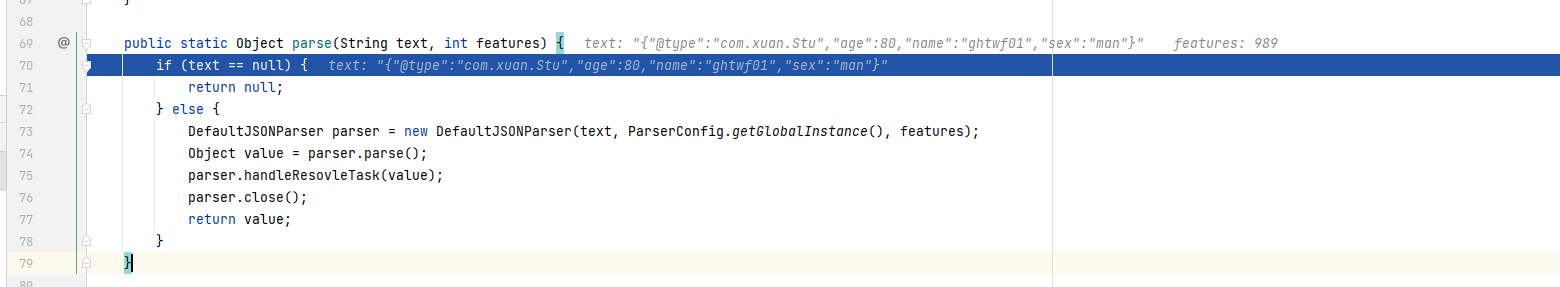 67 }
68
69 @ public static Object parse(String text, int features) { text: "{"@type":"com.xuan.Stu","age":80,"name":"ghtwf01","sex":"man"}" features: 989
70 if (text == null) { text: "{"@type":"com.xuan.Stu","age":80,"name":"ghtwf01","sex":"man"}"
71 return null;
72 } else {
73 DefaultJSONParser parser = new DefaultJSONParser(text, ParserConfig.getGlobalInstance(), features);
74 Object value = parser.parse();
75 parser.handleResovleTask(value);
76 parser.close();
77 return value;
78 }
79 }
80